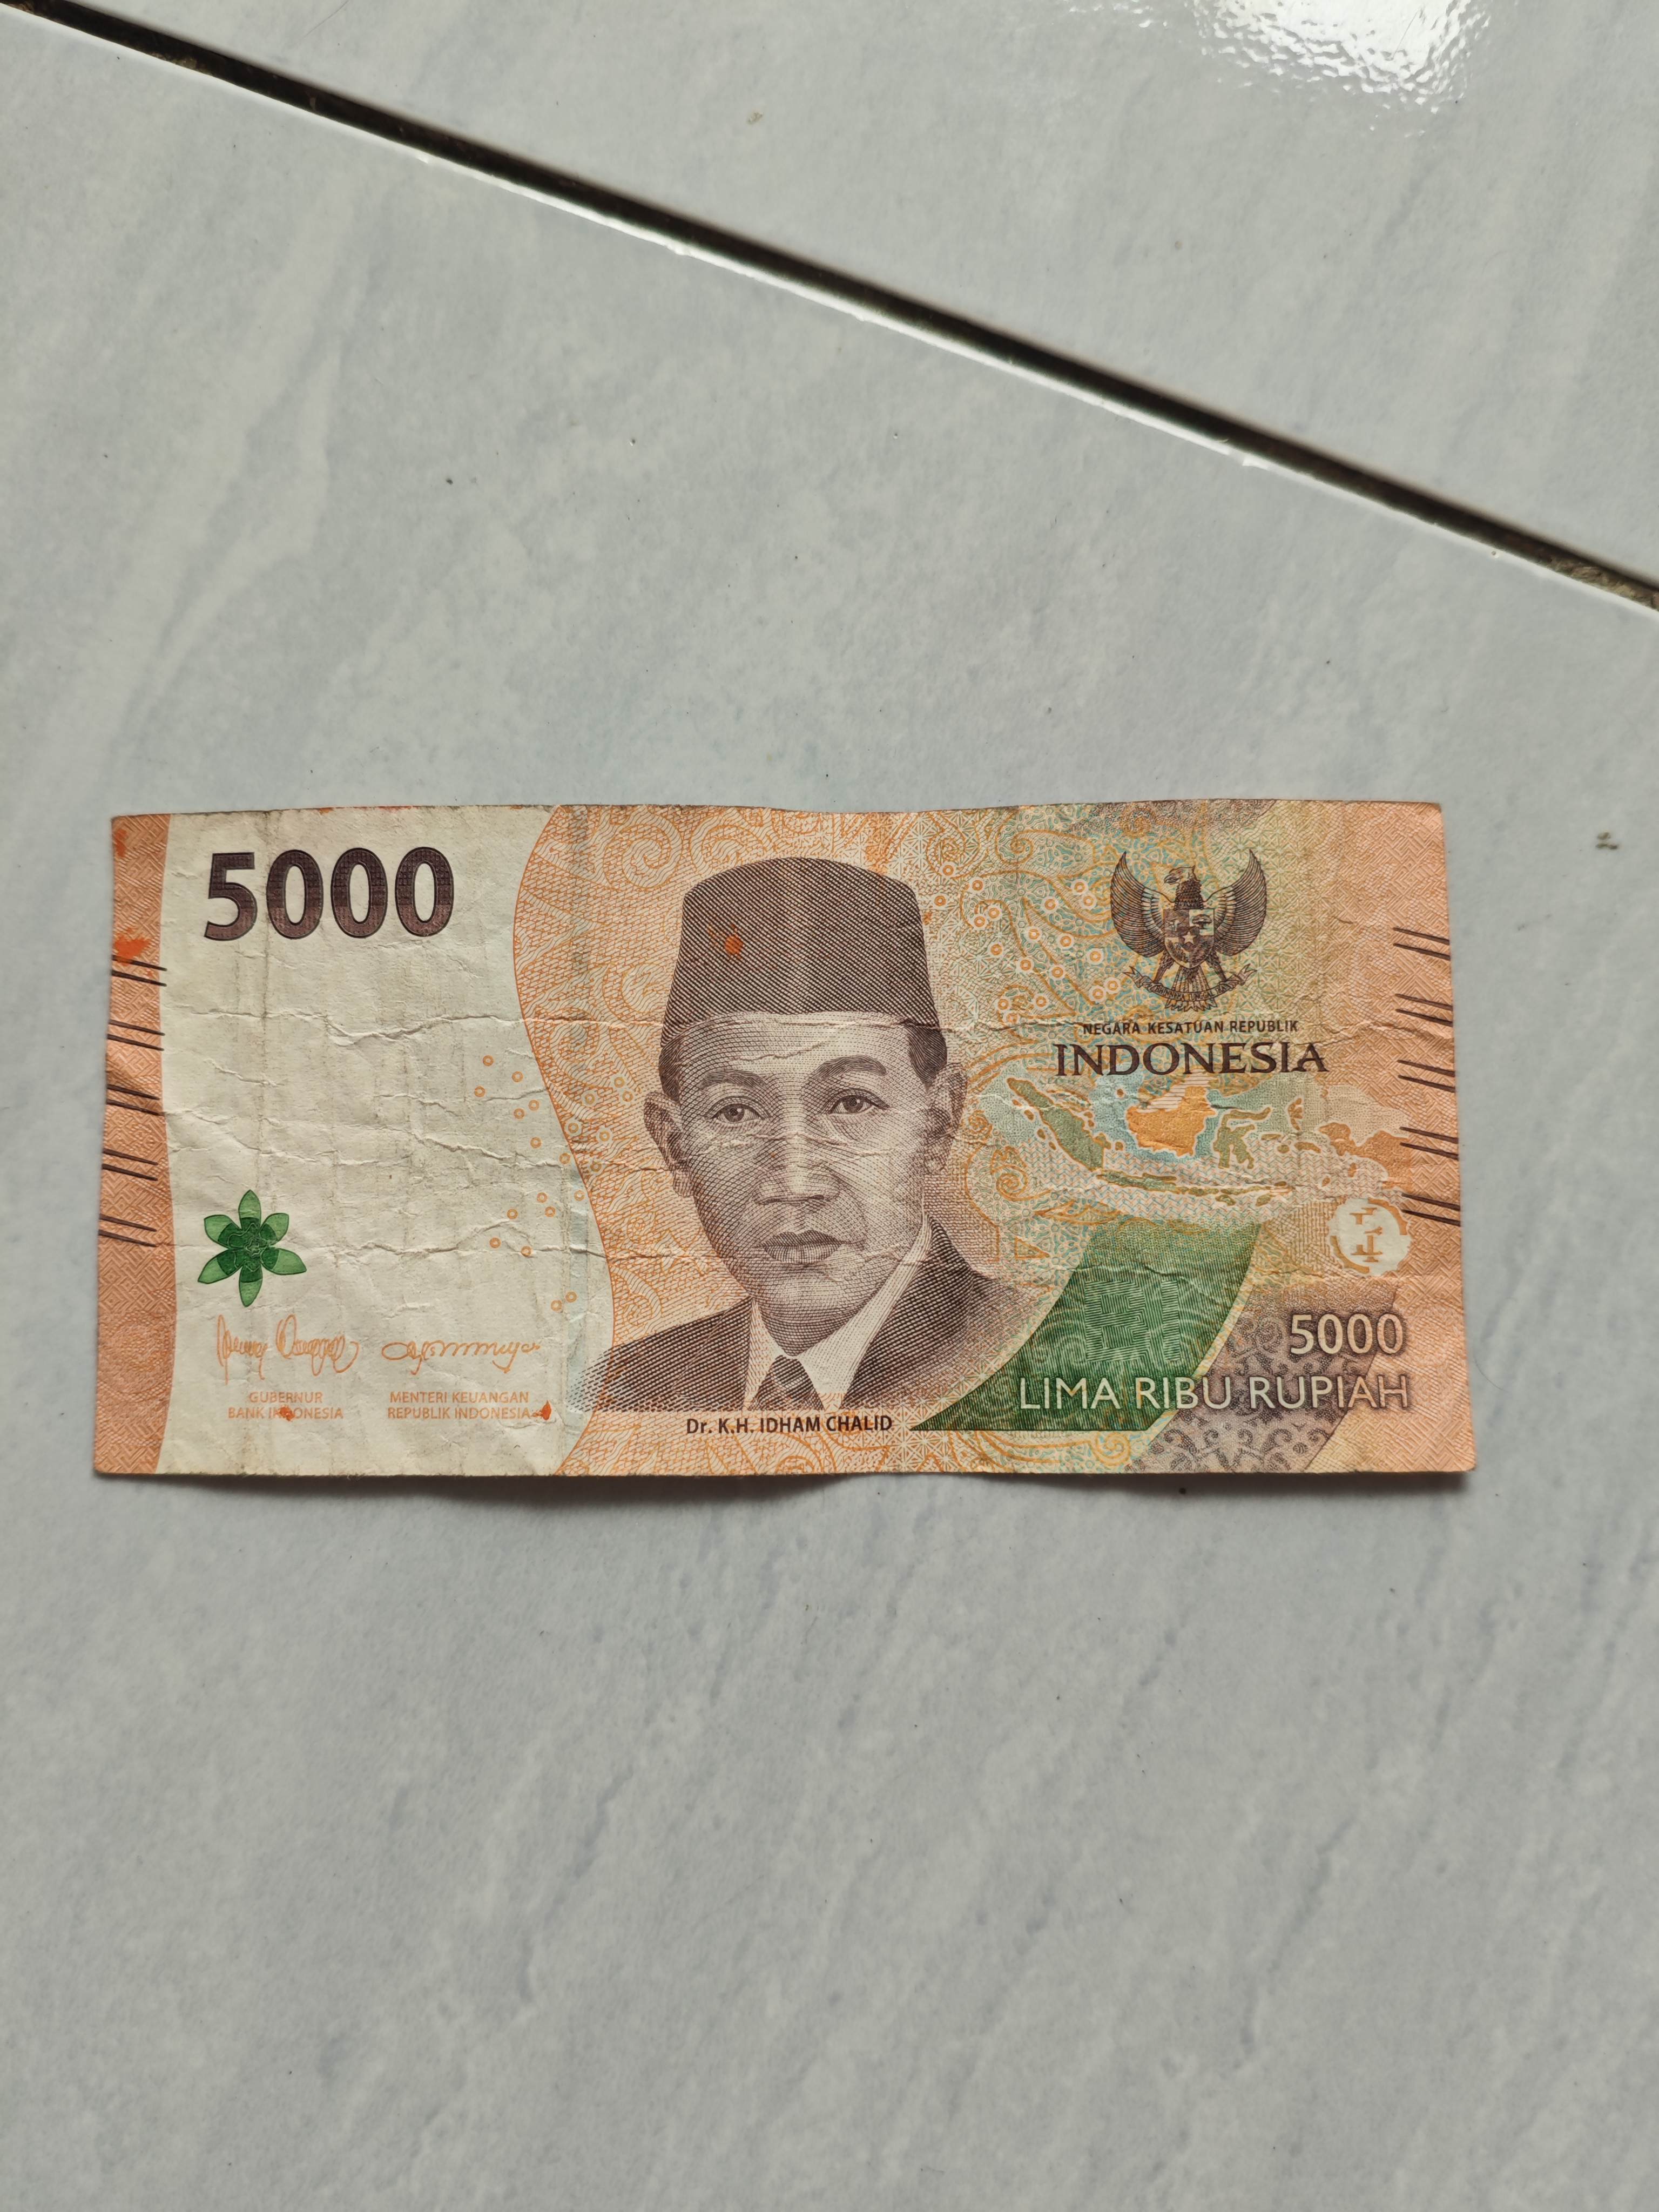 5000
NEGARA KESATUAN REPUBLIK
INDONESIA
GUBERNUR
BANK INDONESIA
MENTERI KEUANGAN
REPUBLIK INDONESIA
Dr. K.H. IDHAM CHALID
5000
LIMA RIBU RUPIAH